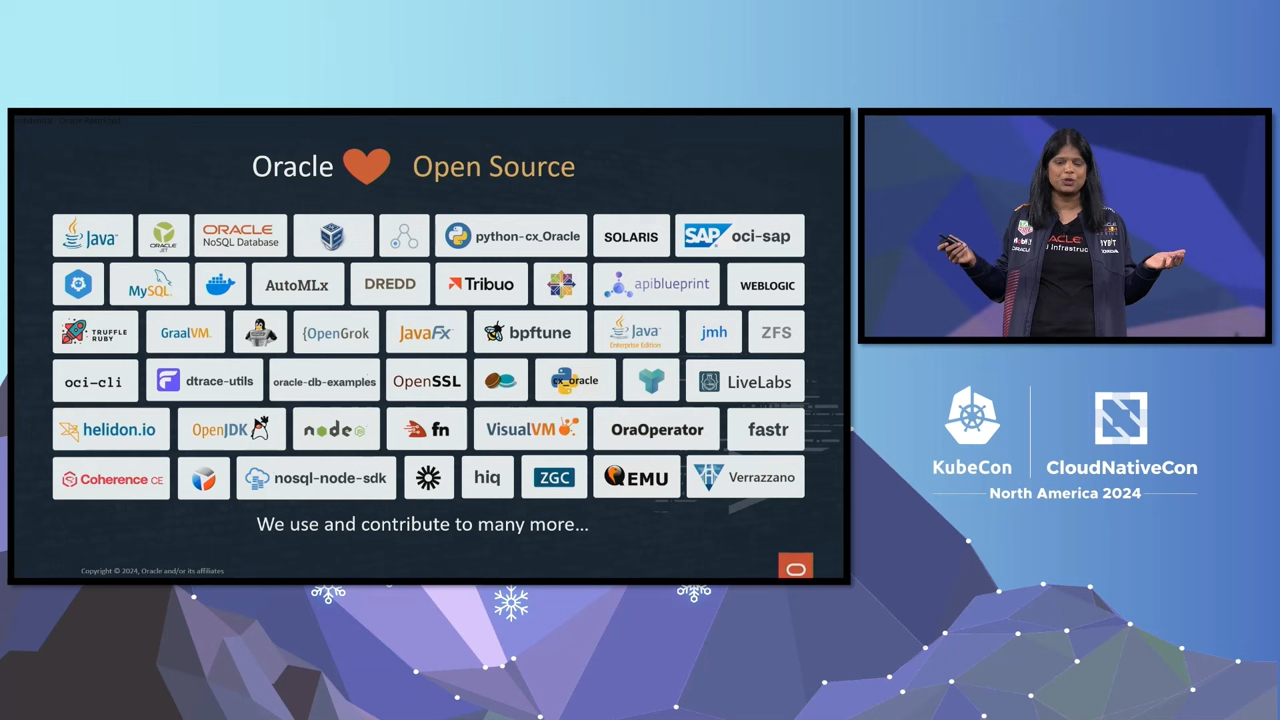 Oracle Open Source
Java
ORACLE
JET
ORACLE
NoSQL Database
python-cx_Oracle
SOLARIS
SAP oci-sap
MySQL
AutoMLx
DREDD
Tribuo
apiblueprint
WEBLOGIC
TRUFFLE
RUBY
GraalVM
{OpenGrok
JavaFX
bpftune
Java
Enterprise Edition
jmh
ZFS
oci-cli
dtrace-utils
oracle-db-examples
OpenSSL
cx_oracle
LiveLabs
helidon.io
OpenJDK
node
fn
VisualVM
OraOperator
fastr
Coherence CE
nosql-node-sdk
hiq
ZGC
EMU
Verrazzano
We use and contribute to many more...
Copyright © 2024, Oracle and/or its affiliates
KubeCon
CloudNativeCon
North America 2024